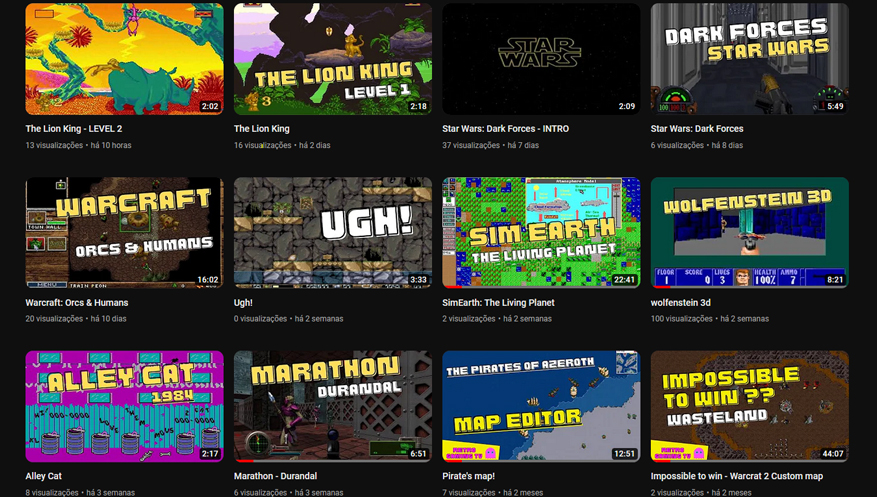 2:02
THE LION KING
LEVEL 1
3
2:18
STAR
WARS
2:09
DARK FORCES
STAR WARS
100
5:49
The Lion King - LEVEL 2
The Lion King
Star Wars: Dark Forces - INTRO
Star Wars: Dark Forces
13 visualizações • há 10 horas
16 visualizações • há 2 dias
37 visualizações • há 7 dias
6 visualizações • há 8 dias
WARCRAFT
ORCS & HUMANS
TOWN HALL
MENU
TRAIN PEON
16:02
UGH!
3:33
SIM EARTH
THE LIVING PLANET
22:41
WOLFENSTEIN 3D
FLOOR SCORE LIVES HEALTH AMMO
1 0 3 100% 7
8:21
Warcraft: Orcs & Humans
Ugh!
SimEarth: The Living Planet
wolfenstein 3d
20 visualizações • há 10 dias
0 visualizações • há 2 semanas
2 visualizações • há 2 semanas
100 visualizações • há 2 semanas
ALLEY CAT
1984
2:17
MARATHON
DURANDAL
6:51
THE PIRATES OF AZEROTH
MAP EDITOR
12:51
IMPOSSIBLE
TO WIN ??
WASTELAND
44:07
Alley Cat
Marathon - Durandal
Pirate's map!
Impossible to win - Warcrat 2 Custom map
8 visualizações • há 3 semanas
6 visualizações • há 3 semanas
7 visualizações • há 2 meses
2 visualizações • há 2 meses